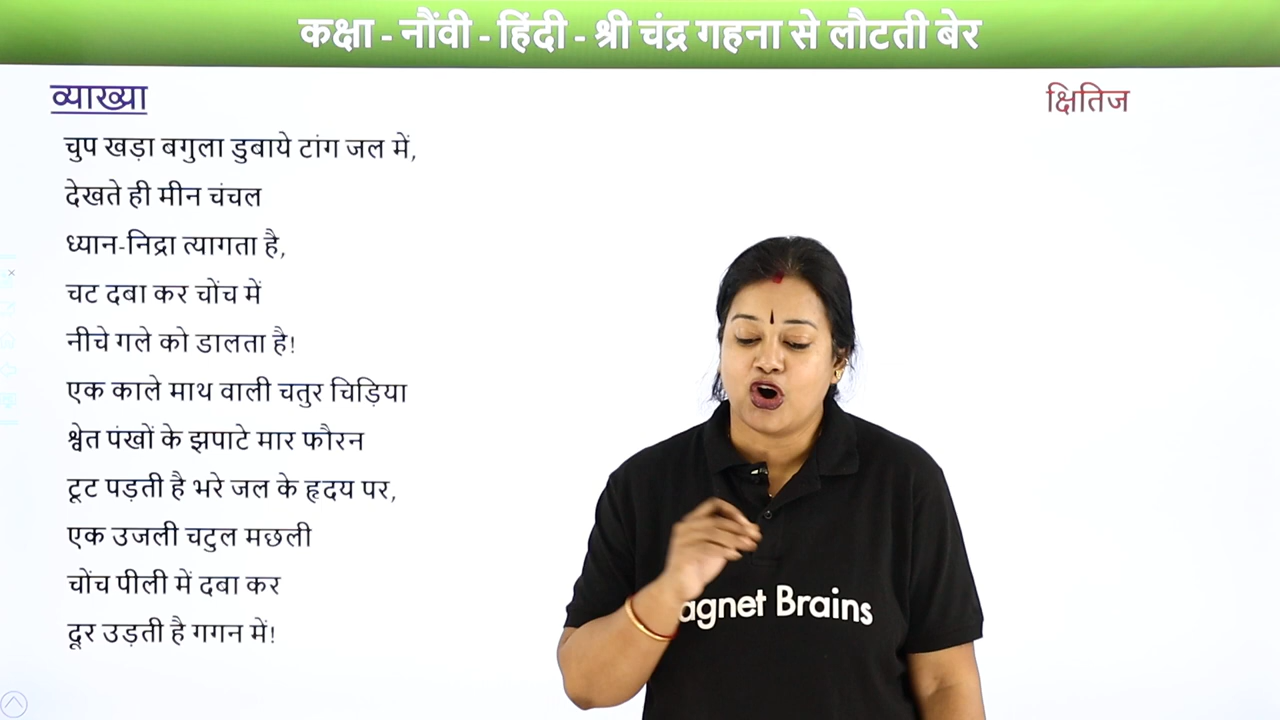 कक्षा - नौंवी - हिंदी - श्री चंद्र गहना से लौटती बेर
व्याख्या
क्षितिज
चुप खड़ा बगुला डुबाये टांग जल में,
देखते ही मीन चंचल
ध्यान-निद्रा त्यागता है,
चट दबा कर चोंच में
नीचे गले को डालता है!
एक काले माथ वाली चतुर चिड़िया
श्वेत पंखों के झपाटे मार फौरन
टूट पड़ती है भरे जल के हृदय पर,
एक उजली चटुल मछली
चोंच पीली में दबा कर
दूर उड़ती है गगन में!
agnet Brains